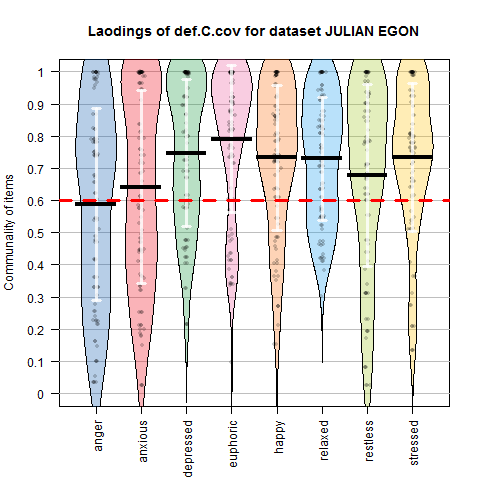 Laodings of def.C.cov for dataset JULIAN EGON
Communality of items
1
0.9
0.8
0.7
0.6
0.5
0.4
0.3
0.2
0.1
0
anger
anxious
depressed
euphoric
happy
relaxed
restless
stressed